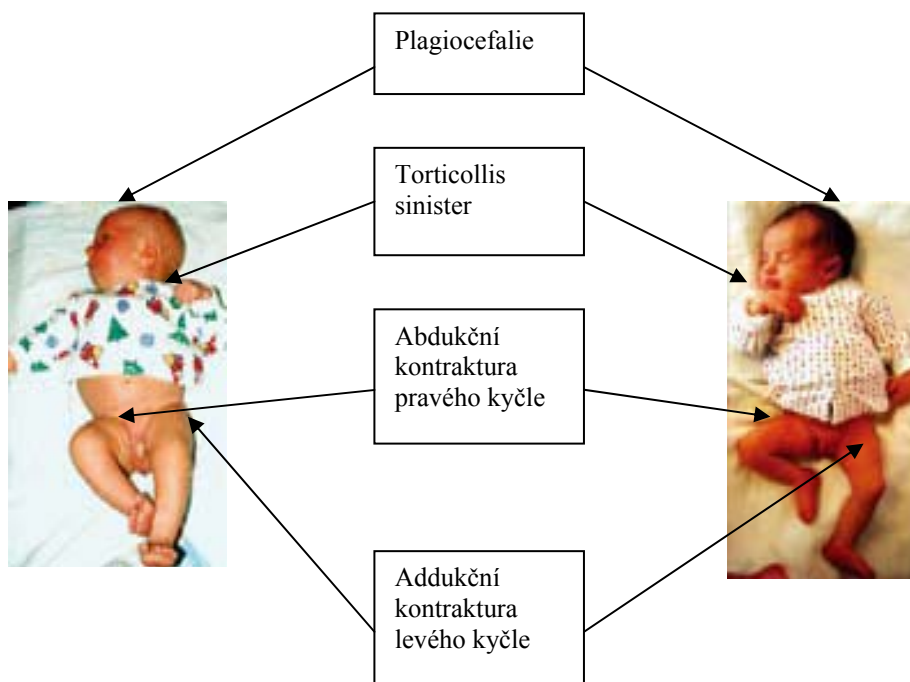 Plagiocefalie
Torticollis
sinister
Abdukční
kontraktura
pravého kyčle
Addukční
kontraktura
levého kyčle